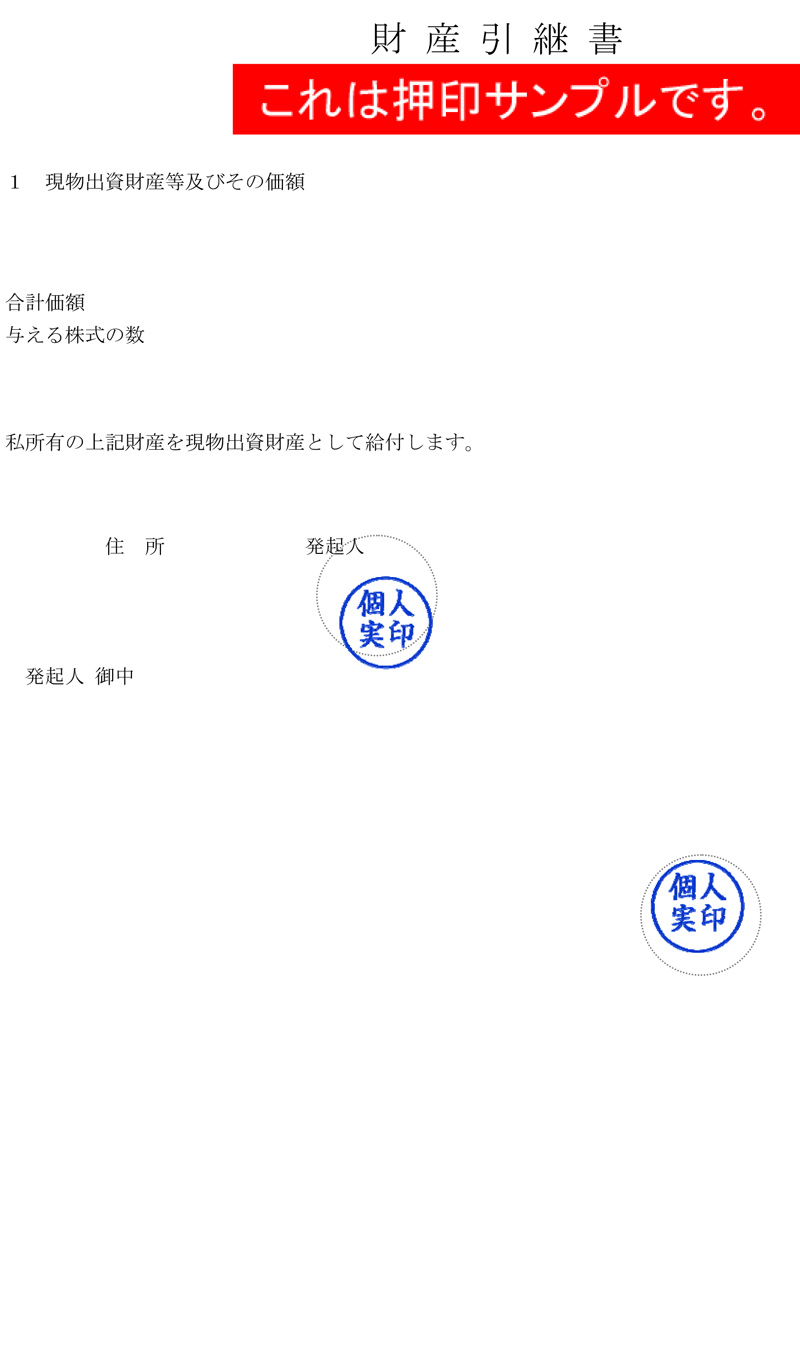 財 産 引 継 書
これは押印サンプルです。
１　現物出資財産等及びその価額
合計価額
与える株式の数
私所有の上記財産を現物出資財産として給付します。
住　所　　　　　　　発起人
個人
実印
発起人 御中
個人
実印